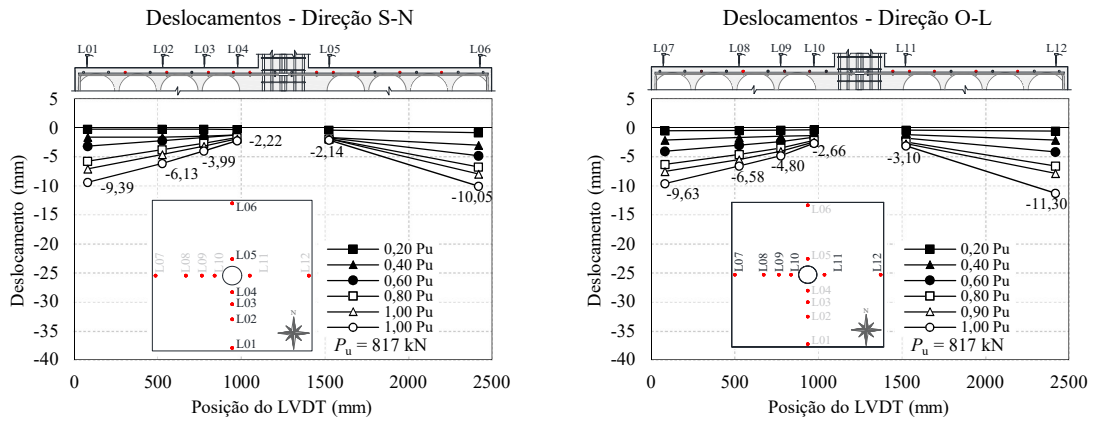 Deslocamentos - Direção S-N
L01 L02 L03 L04 L05 L06
5
0
-5
-10
-15
-20
-25
-30
-35
-40
Deslocamento (mm)
-9,39
-6,13
-3,99
-2,22
-2,14
-10,05
L06
L05
L07
L08
L09
L10
L11
L12
L04
L03
L02
L01
N
0,20 Pu
0,40 Pu
0,60 Pu
0,80 Pu
1,00 Pu
1,00 Pu
Pu = 817 kN
0 500 1000 1500 2000 2500
Posição do LVDT (mm)
Deslocamentos - Direção O-L
L07 L08 L09 L10 L11 L12
5
0
-5
-10
-15
-20
-25
-30
-35
-40
Deslocamento (mm)
-9,63
-6,58
-4,80
-2,66
-3,10
-11,30
L06
L05
L07
L08
L09
L10
L11
L12
L04
L03
L02
L01
N
0,20 Pu
0,40 Pu
0,60 Pu
0,80 Pu
0,90 Pu
1,00 Pu
Pu = 817 kN
0 500 1000 1500 2000 2500
Posição do LVDT (mm)